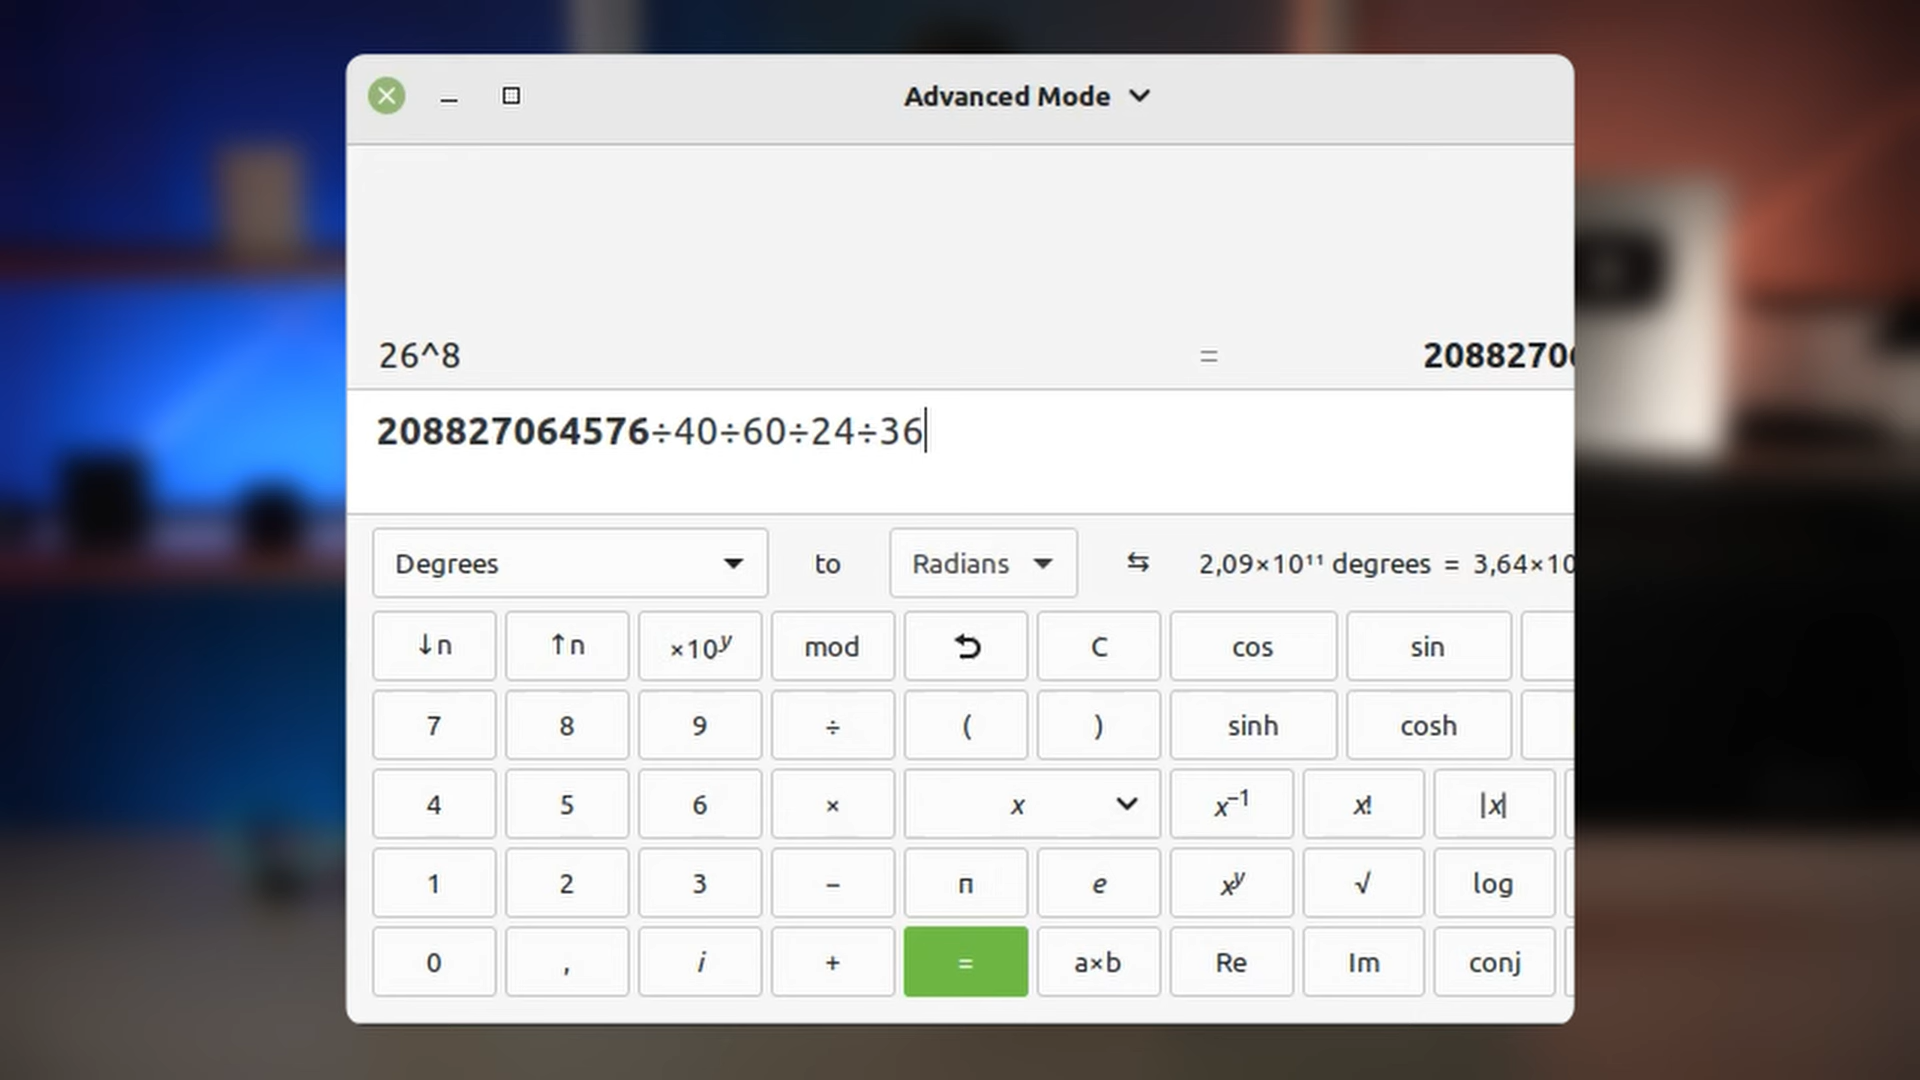 Advanced Mode
26^8 = 2088270
208827064576÷40÷60÷24÷36
Degrees to Radians ⇆ 2,09×10¹¹ degrees = 3,64×10
↓n ↑n ×10ʸ mod ⮌ C cos sin
7 8 9 ÷ ( ) sinh cosh
4 5 6 × x x⁻¹ x! |x|
1 2 3 − π e xʸ √ log
0 , i + = a×b Re Im conj